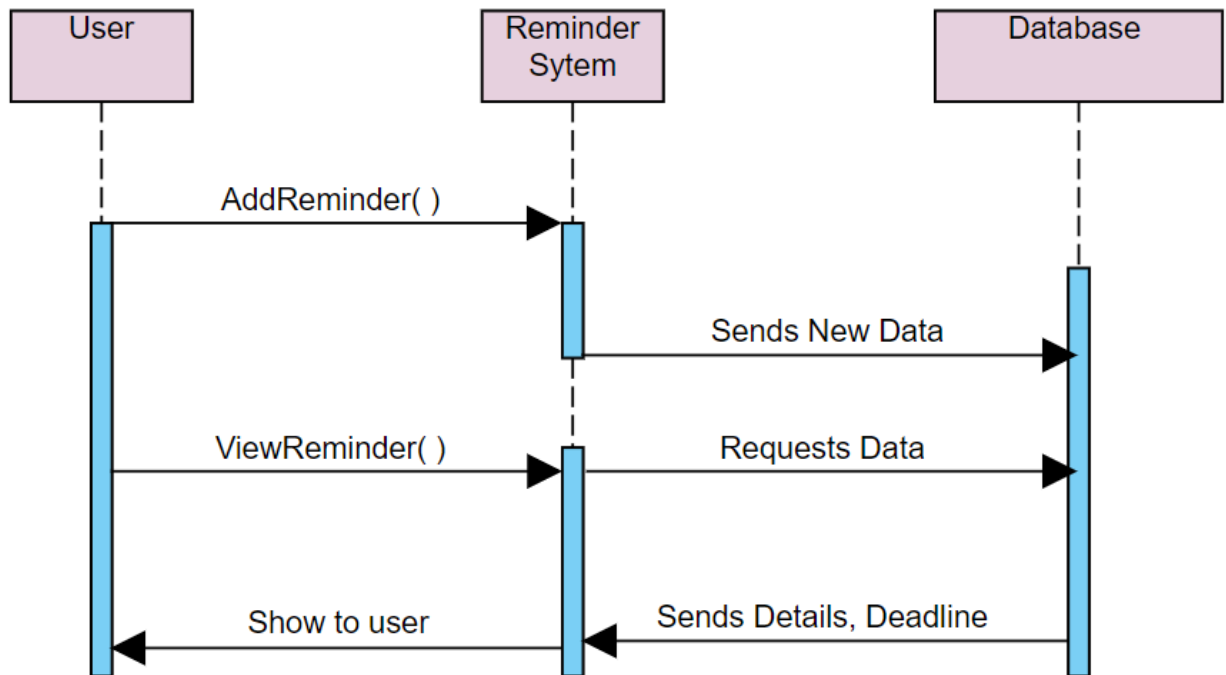 User
Reminder
Sytem
Database
AddReminder( )
Sends New Data
ViewReminder( )
Requests Data
Sends Details, Deadline
Show to user